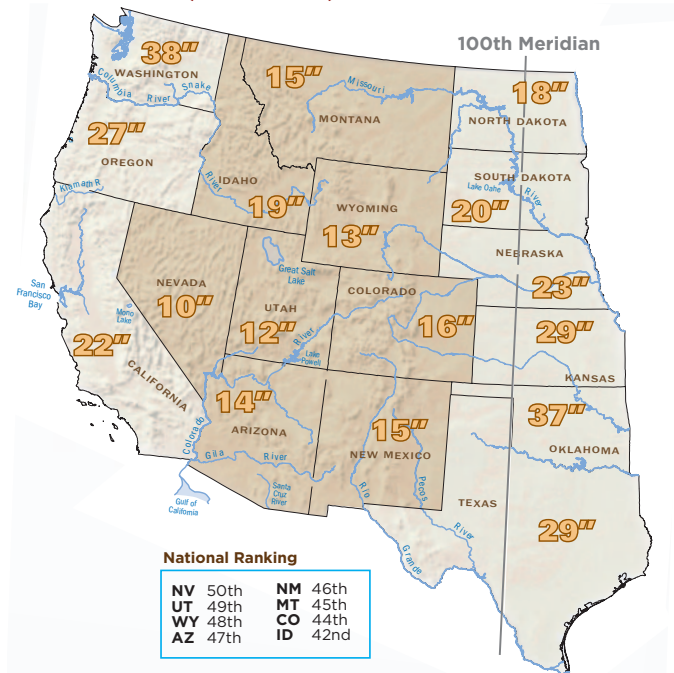 100th Meridian
38"
WASHINGTON
Columbia River
Snake
River
15"
MONTANA
Missouri
River
18"
NORTH DAKOTA
27"
OREGON
IDAHO
19"
WYOMING
13"
SOUTH DAKOTA
Lake Oahe
20"
NEBRASKA
23"
San
Francisco
Bay
Mono
Lake
22"
CALIFORNIA
NEVADA
10"
Great Salt
Lake
UTAH
12"
River
Lake
Powell
COLORADO
16"
29"
KANSAS
14"
ARIZONA
Colorado
Gila River
Santa
Cruz
River
Gulf of
California
15"
NEW MEXICO
Rio
Grande
Pecos
River
37"
OKLAHOMA
TEXAS
29"
National Ranking
NV 50th NM 46th
UT 49th MT 45th
WY 48th CO 44th
AZ 47th ID 42nd